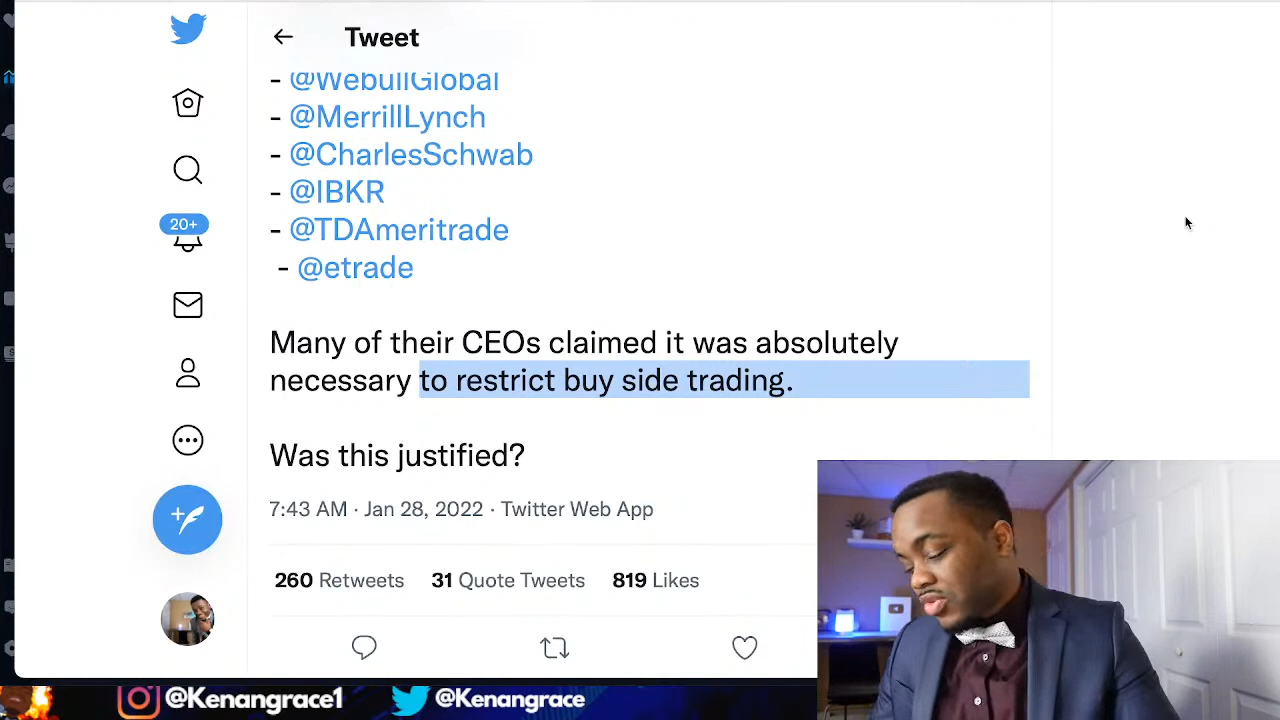 Tweet
- @WebullGlobal
- @MerrillLynch
- @CharlesSchwab
- @IBKR
- @TDAmeritrade
- @etrade
20+
Many of their CEOs claimed it was absolutely
necessary to restrict buy side trading.
Was this justified?
7:43 AM · Jan 28, 2022 · Twitter Web App
260 Retweets 31 Quote Tweets 819 Likes
@Kenangrace1 @Kenangrace